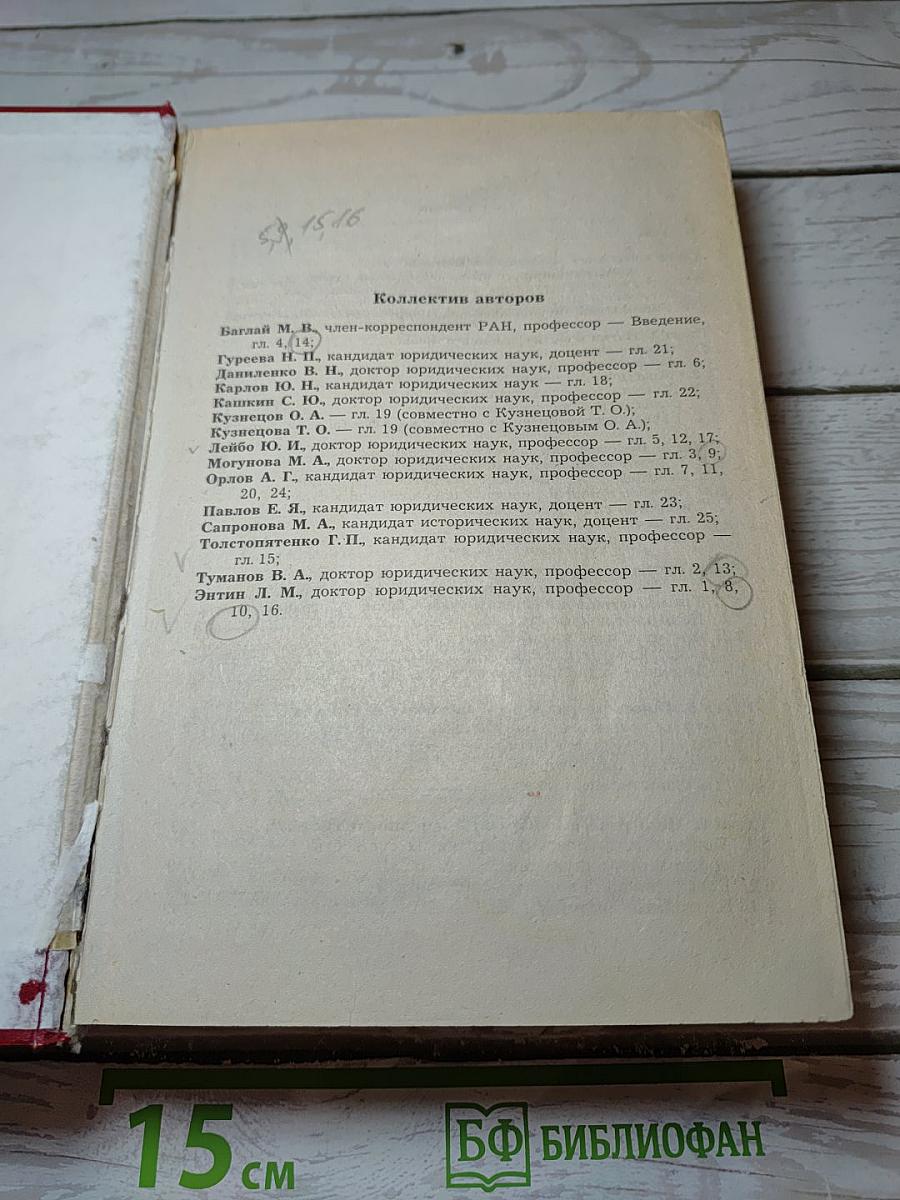 5, 9, 15, 16
Коллектив авторов
Баглай М. В., член-корреспондент РАН, профессор — Введение,
гл. 4, 14;
Гуреева Н. П., кандидат юридических наук, доцент — гл. 21;
Даниленко В. Н., доктор юридических наук, профессор — гл. 6;
Карлов Ю. Н., кандидат юридических наук — гл. 18;
Кашкин С. Ю., доктор юридических наук, профессор — гл. 22;
Кузнецов О. А. — гл. 19 (совместно с Кузнецовой Т. О.);
Кузнецова Т. О. — гл. 19 (совместно с Кузнецовым О. А.);
Лейбо Ю. И., доктор юридических наук, профессор — гл. 5, 12, 17;
Могунова М. А., доктор юридических наук, профессор — гл. 3, 9;
Орлов А. Г., кандидат юридических наук, профессор — гл. 7, 11,
20, 24;
Павлов Е. Я., кандидат юридических наук, доцент — гл. 23;
Сапронова М. А., кандидат исторических наук, доцент — гл. 25;
Толстопятенко Г. П., кандидат юридических наук, профессор —
гл. 15;
Туманов В. А., доктор юридических наук, профессор — гл. 2, 13;
Энтин Л. М., доктор юридических наук, профессор — гл. 1, 8,
10, 16.
15 см
БФ БИБЛИОФАН